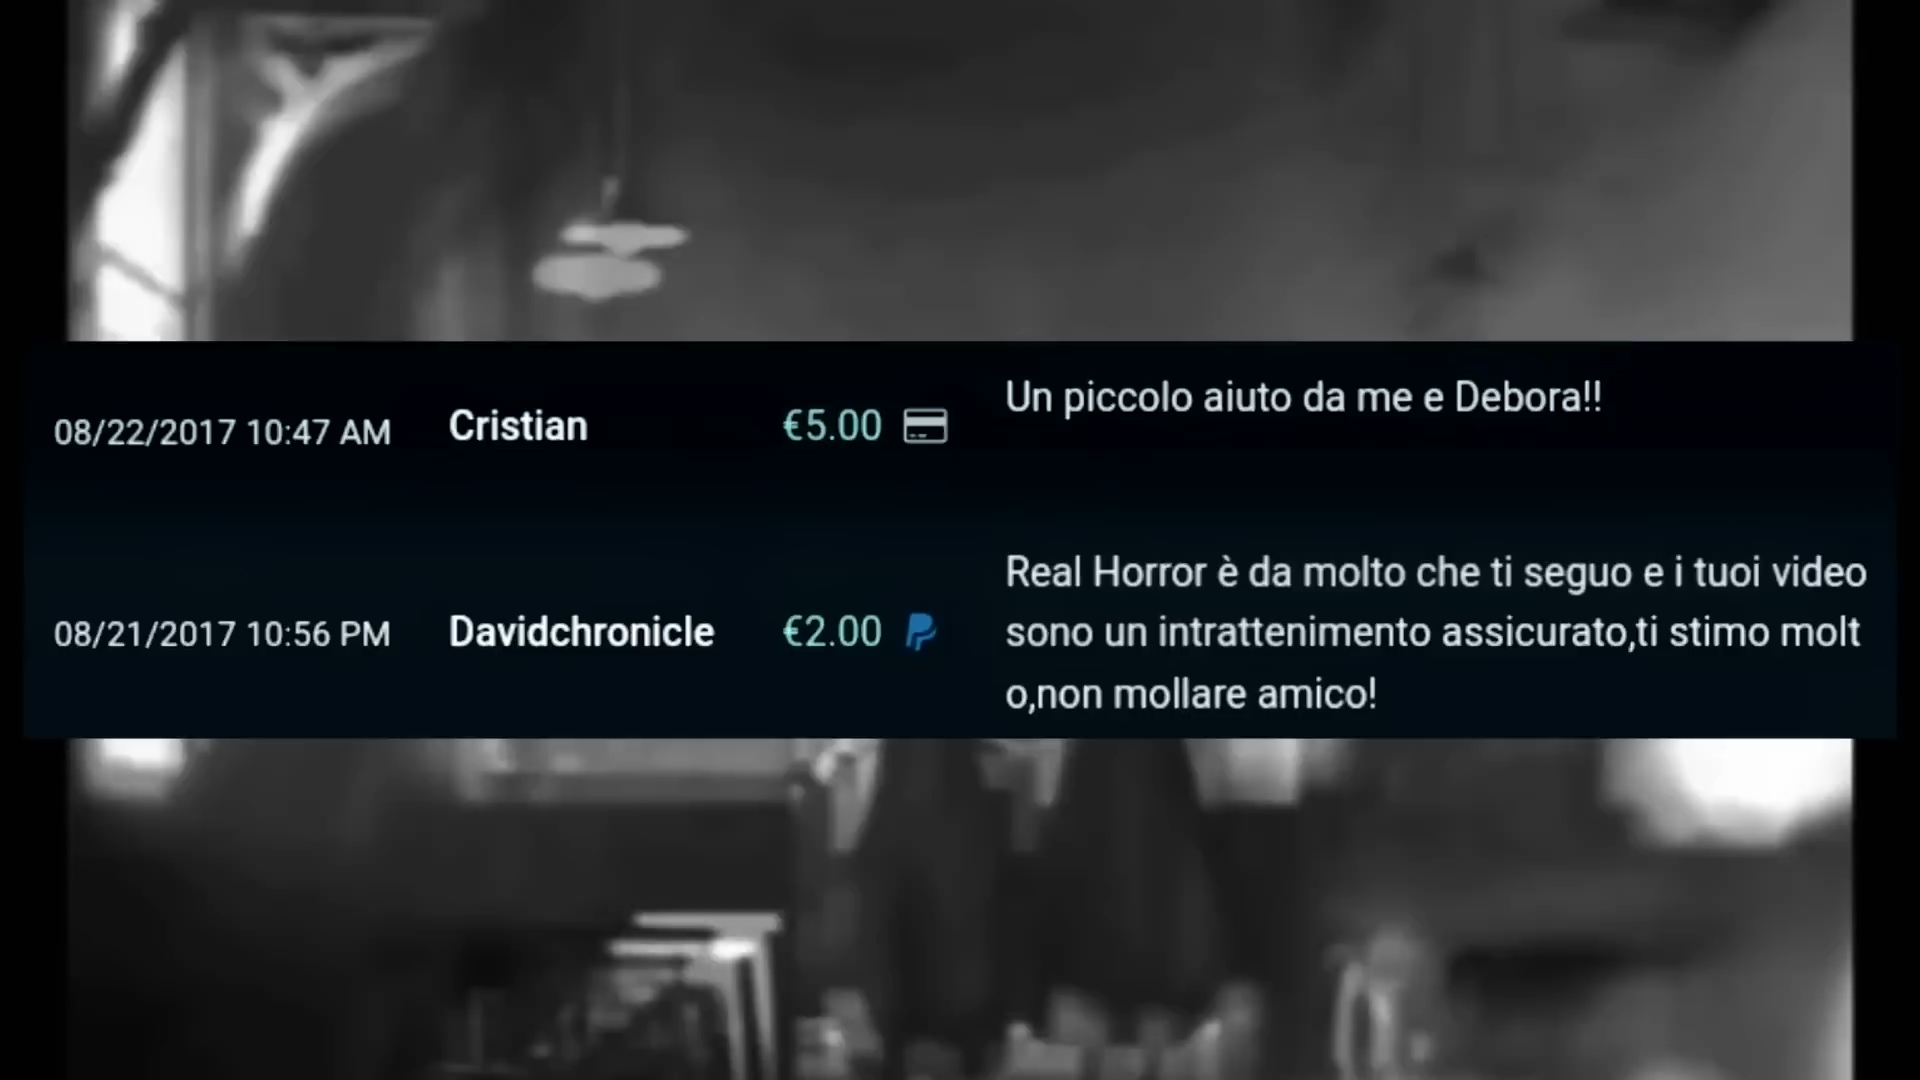 08/22/2017 10:47 AM Cristian €5.00 Un piccolo aiuto da me e Debora!!
08/21/2017 10:56 PM Davidchronicle €2.00 Real Horror è da molto che ti seguo e i tuoi video
sono un intrattenimento assicurato,ti stimo molt
o,non mollare amico!